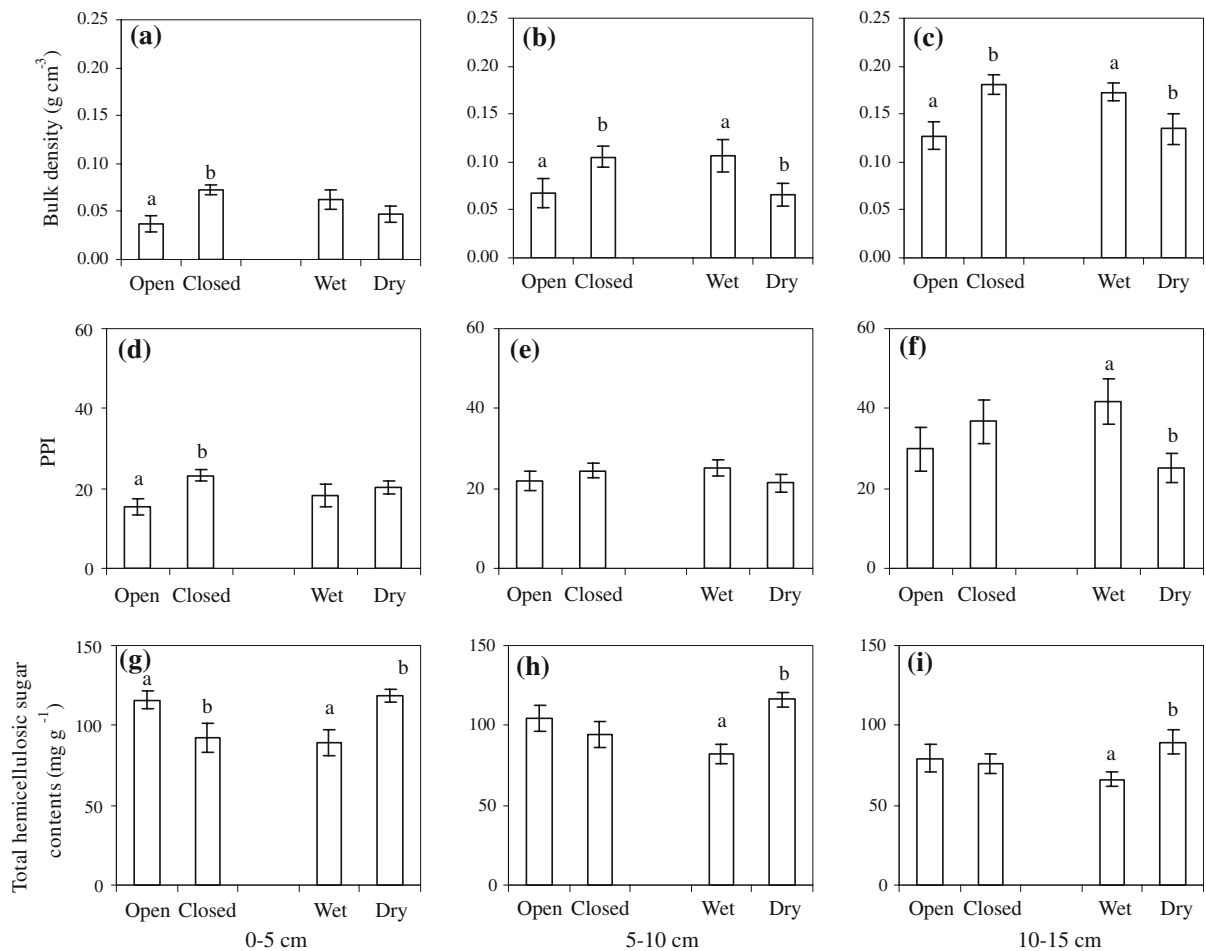 (a) (b) (c)
Bulk density (g cm-3)
0.25 0.20 0.15 0.10 0.05 0.00
a b
Open Closed Wet Dry
0.25 0.20 0.15 0.10 0.05 0.00
a b a b
Open Closed Wet Dry
0.25 0.20 0.15 0.10 0.05 0.00
a b a b
Open Closed Wet Dry
(d) (e) (f)
PPI
60 40 20 0
a b
Open Closed Wet Dry
60 40 20 0
Open Closed Wet Dry
60 40 20 0
a b
Open Closed Wet Dry
(g) (h) (i)
Total hemicellulosic sugar
contents (mg g -1)
150 100 50 0
a b a b
Open Closed Wet Dry
150 100 50 0
a b
Open Closed Wet Dry
150 100 50 0
a b
Open Closed Wet Dry
0-5 cm 5-10 cm 10-15 cm